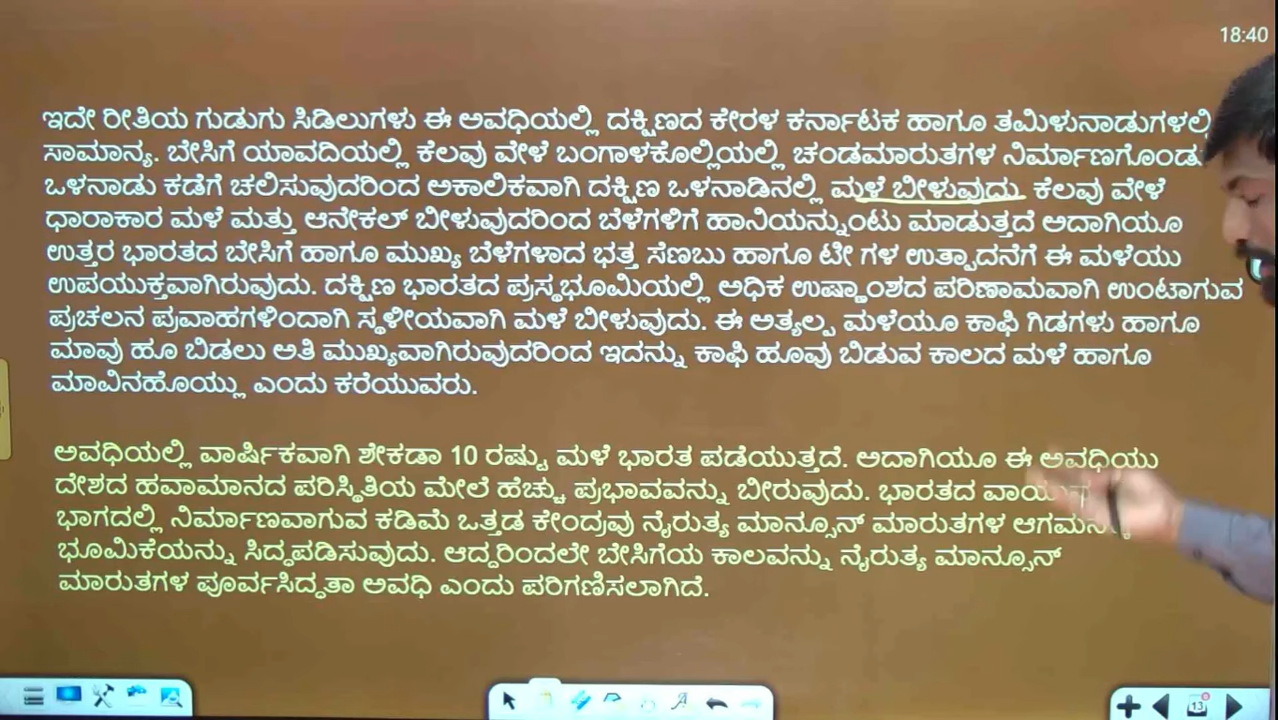 18:40
ಇದೇ ರೀತಿಯ ಗುಡುಗು ಸಿಡಿಲುಗಳು ಈ ಅವಧಿಯಲ್ಲಿ ದಕ್ಷಿಣದ ಕೇರಳ ಕರ್ನಾಟಕ ಹಾಗೂ ತಮಿಳುನಾಡುಗಳಲ್ಲಿ
ಸಾಮಾನ್ಯ. ಬೇಸಿಗೆ ಯಾವದಿಯಲ್ಲಿ ಕೆಲವು ವೇಳೆ ಬಂಗಾಳಕೊಲ್ಲಿಯಲ್ಲಿ ಚಂಡಮಾರುತಗಳ ನಿರ್ಮಾಣಗೊಂಡು
ಒಳನಾಡು ಕಡೆಗೆ ಚಲಿಸುವುದರಿಂದ ಅಕಾಲಿಕವಾಗಿ ದಕ್ಷಿಣ ಒಳನಾಡಿನಲ್ಲಿ ಮಳೆ ಬೀಳುವುದು. ಕೆಲವು ವೇಳೆ
ಧಾರಾಕಾರ ಮಳೆ ಮತ್ತು ಆನೇಕಲ್ ಬೀಳುವುದರಿಂದ ಬೆಳೆಗಳಿಗೆ ಹಾನಿಯನ್ನುಂಟು ಮಾಡುತ್ತದೆ ಅದಾಗಿಯೂ
ಉತ್ತರ ಭಾರತದ ಬೇಸಿಗೆ ಹಾಗೂ ಮುಖ್ಯ ಬೆಳೆಗಳಾದ ಭತ್ತ ಸೆಣಬು ಹಾಗೂ ಟೀ ಗಳ ಉತ್ಪಾದನೆಗೆ ಈ ಮಳೆಯು
ಉಪಯುಕ್ತವಾಗಿರುವುದು. ದಕ್ಷಿಣ ಭಾರತದ ಪ್ರಸ್ಥಭೂಮಿಯಲ್ಲಿ ಅಧಿಕ ಉಷ್ಣಾಂಶದ ಪರಿಣಾಮವಾಗಿ ಉಂಟಾಗುವ
ಪ್ರಚಲನ ಪ್ರವಾಹಗಳಿಂದಾಗಿ ಸ್ಥಳೀಯವಾಗಿ ಮಳೆ ಬೀಳುವುದು. ಈ ಅತ್ಯಲ್ಪ ಮಳೆಯೂ ಕಾಫಿ ಗಿಡಗಳು ಹಾಗೂ
ಮಾವು ಹೂ ಬಿಡಲು ಅತಿ ಮುಖ್ಯವಾಗಿರುವುದರಿಂದ ಇದನ್ನು ಕಾಫಿ ಹೂವು ಬಿಡುವ ಕಾಲದ ಮಳೆ ಹಾಗೂ
ಮಾವಿನಹೊಯ್ಲು ಎಂದು ಕರೆಯುವರು.
ಅವಧಿಯಲ್ಲಿ ವಾರ್ಷಿಕವಾಗಿ ಶೇಕಡಾ 10 ರಷ್ಟು ಮಳೆ ಭಾರತ ಪಡೆಯುತ್ತದೆ. ಅದಾಗಿಯೂ ಈ ಅವಧಿಯು
ದೇಶದ ಹವಾಮಾನದ ಪರಿಸ್ಥಿತಿಯ ಮೇಲೆ ಹೆಚ್ಚು ಪ್ರಭಾವವನ್ನು ಬೀರುವುದು. ಭಾರತದ
ಭಾಗದಲ್ಲಿ ನಿರ್ಮಾಣವಾಗುವ ಕಡಿಮೆ ಒತ್ತಡ ಕೇಂದ್ರವು ನೈರುತ್ಯ ಮಾನ್ಸೂನ್ ಮಾರುತಗಳ
ಭೂಮಿಕೆಯನ್ನು ಸಿದ್ಧಪಡಿಸುವುದು. ಆದ್ದರಿಂದಲೇ ಬೇಸಿಗೆಯ ಕಾಲವನ್ನು ನೈರುತ್ಯ ಮಾನ್ಸೂನ್
ಮಾರುತಗಳ ಪೂರ್ವಸಿದ್ಧತಾ ಅವಧಿ ಎಂದು ಪರಿಗಣಿಸಲಾಗಿದೆ.
13